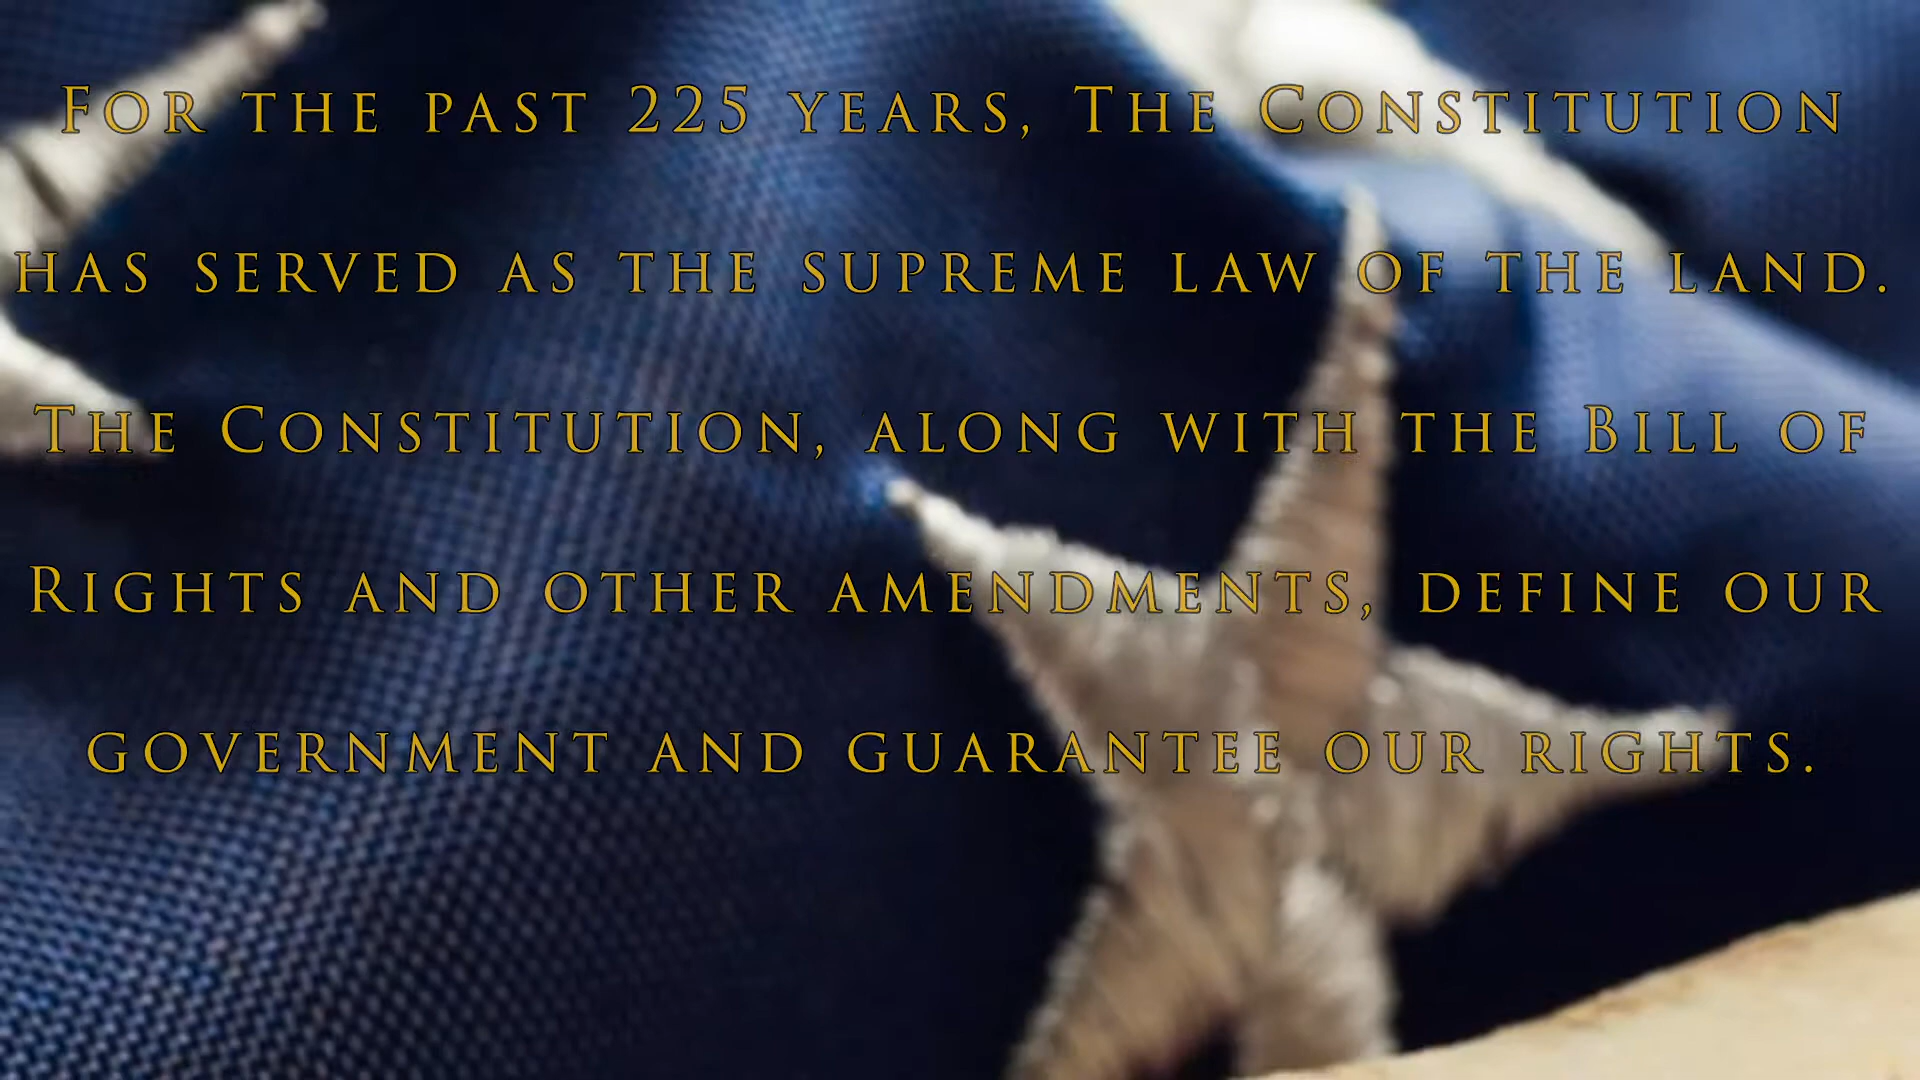 For the past 225 years, The Constitution
has served as the supreme law of the land.
The Constitution, along with the Bill of
Rights and other amendments, define our
government and guarantee our rights.